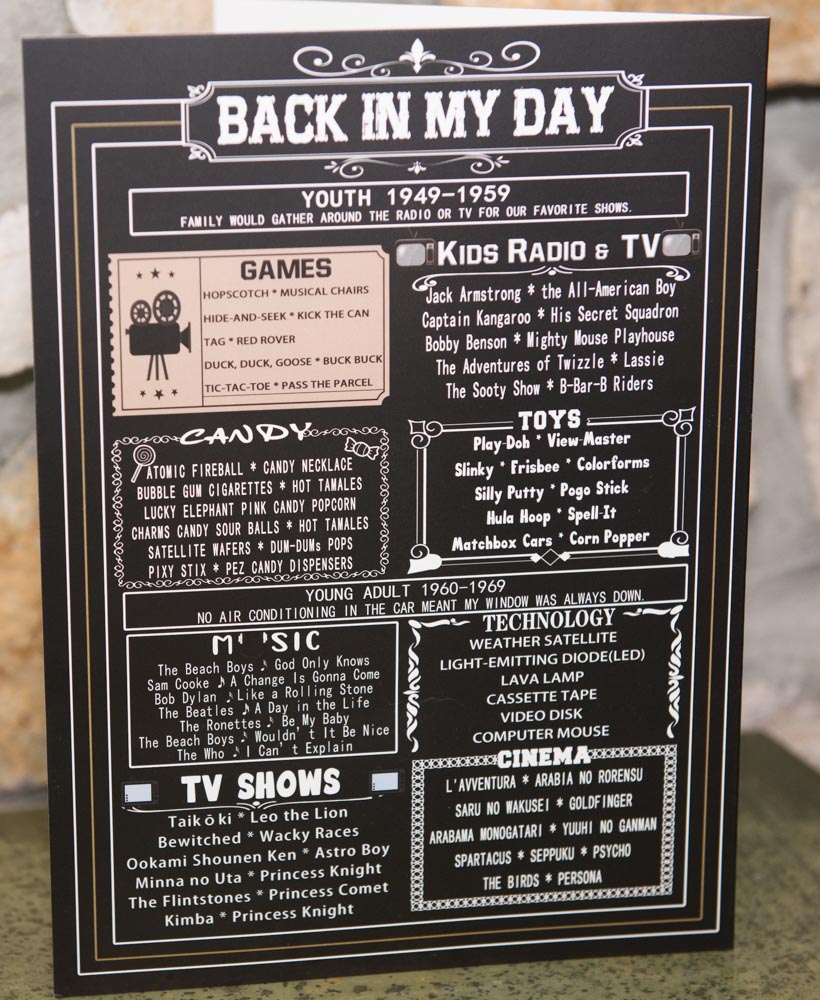 BACK IN MY DAY
YOUTH 1949-1959
FAMILY WOULD GATHER AROUND THE RADIO OR TV FOR OUR FAVORITE SHOWS.
GAMES
HOPSCOTCH * MUSICAL CHAIRS
HIDE-AND-SEEK * KICK THE CAN
TAG * RED ROVER
DUCK, DUCK, GOOSE * BUCK BUCK
TIC-TAC-TOE * PASS THE PARCEL
KIDS RADIO & TV
Jack Armstrong * the All-American Boy
Captain Kangaroo * His Secret Squadron
Bobby Benson * Mighty Mouse Playhouse
The Adventures of Twizzle * Lassie
The Sooty Show * B-Bar-B Riders
CANDY
ATOMIC FIREBALL * CANDY NECKLACE
BUBBLE GUM CIGARETTES * HOT TAMALES
LUCKY ELEPHANT PINK CANDY POPCORN
CHARMS CANDY SOUR BALLS * HOT TAMALES
SATELLITE WAFERS * DUM-DUMs POPS
PIXY STIX * PEZ CANDY DISPENSERS
TOYS
Play-Doh * View-Master
Slinky * Frisbee * Colorforms
Silly Putty * Pogo Stick
Hula Hoop * Spell-It
Matchbox Cars * Corn Popper
YOUNG ADULT 1960-1969
NO AIR CONDITIONING IN THE CAR MEANT MY WINDOW WAS ALWAYS DOWN.
The Beach Boys ♪ God Only Knows
Sam Cooke ♪ A Change Is Gonna Come
Bob Dylan ♪ Like a Rolling Stone
The Beatles ♪ A Day in the Life
The Ronettes ♪ Be My Baby
The Beach Boys ♪ Wouldn't It Be Nice
The Who ♪ I Can't Explain
TECHNOLOGY
WEATHER SATELLITE
LIGHT-EMITTING DIODE(LED)
LAVA LAMP
CASSETTE TAPE
VIDEO DISK
COMPUTER MOUSE
TV SHOWS
Taik ō ki * Leo the Lion
Bewitched * Wacky Races
Ookami Shounen Ken * Astro Boy
Minna no Uta * Princess Knight
The Flintstones * Princess Comet
Kimba * Princess Knight
CINEMA
L'AVVENTURA * ARABIA NO RORENSU
SARU NO WAKUSEI * GOLDFINGER
ARABAMA MONOGATARI * YUUHI NO GANMAN
SPARTACUS * SEPPUKU * PSYCHO
THE BIRDS * PERSONA